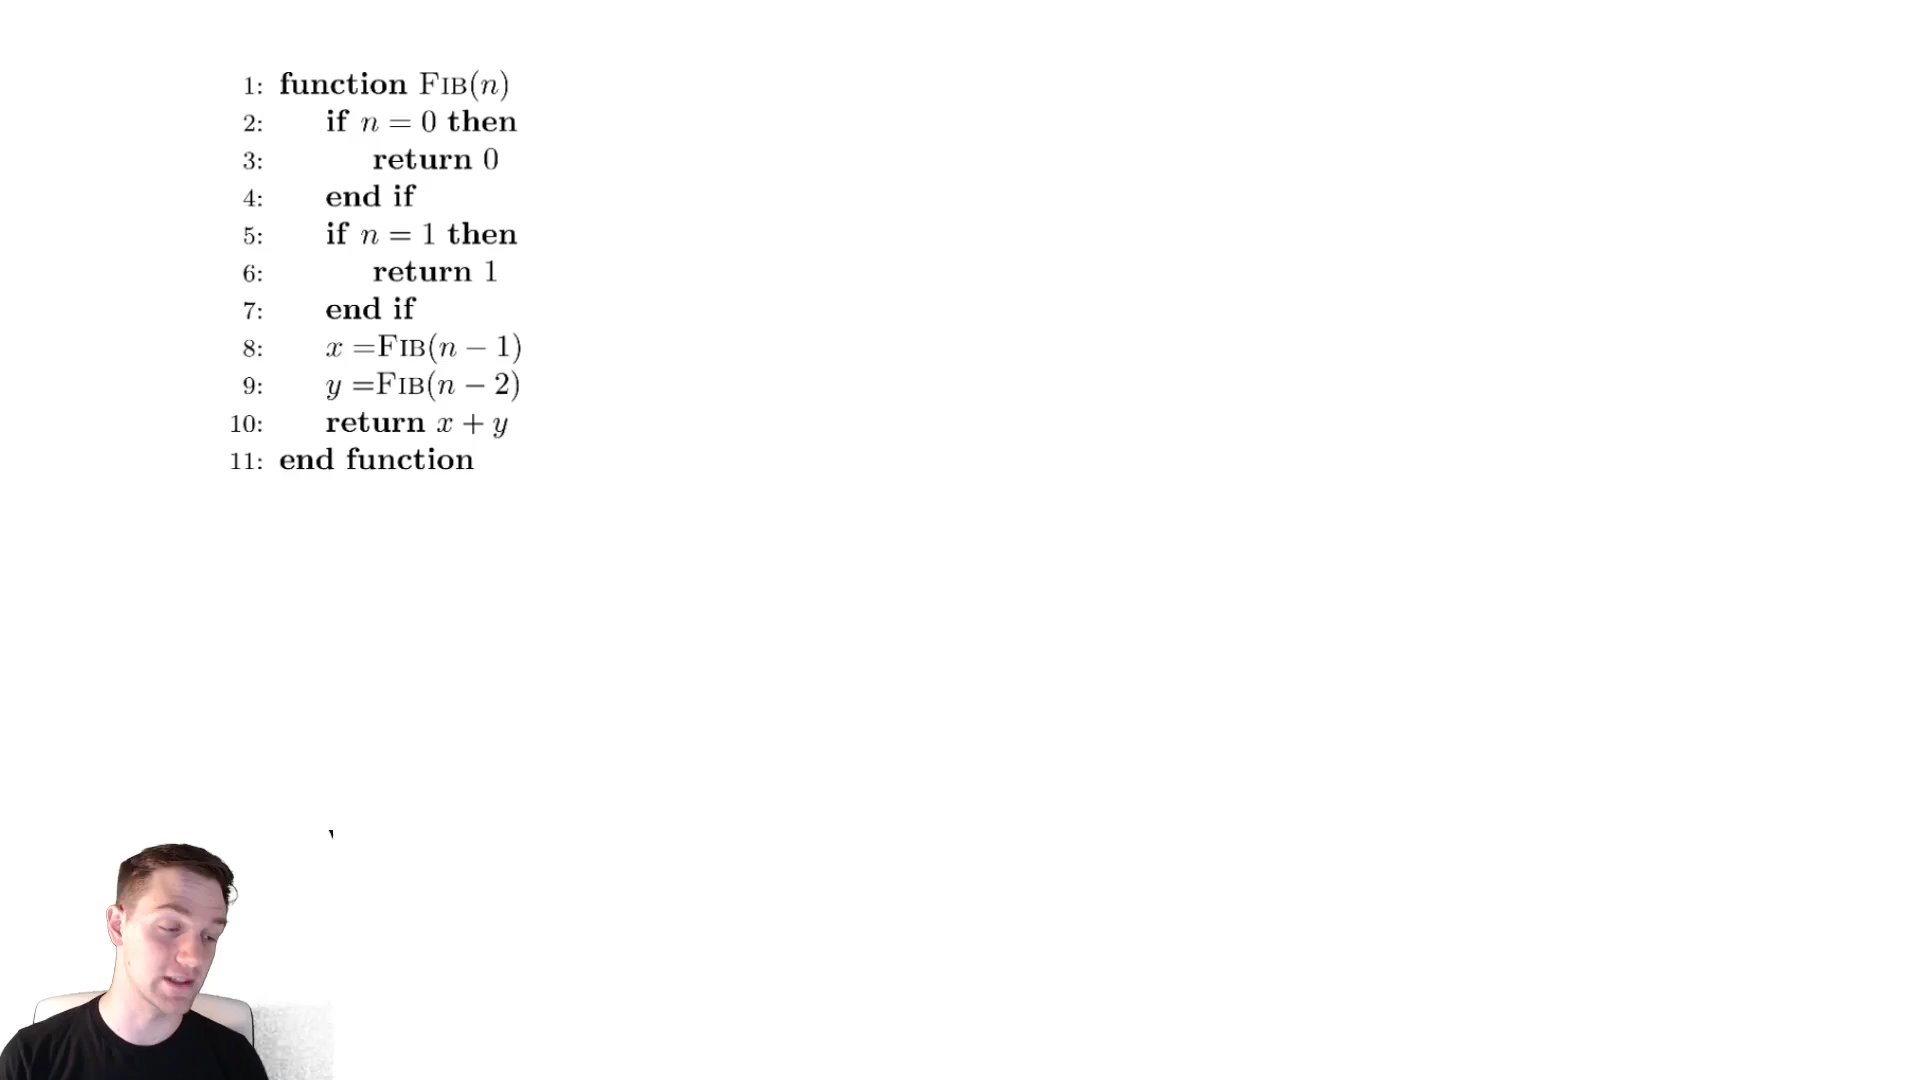 1: function FIB(n)
2: if n = 0 then
3: return 0
4: end if
5: if n = 1 then
6: return 1
7: end if
8: x =FIB(n − 1)
9: y =FIB(n − 2)
10: return x + y
11: end function